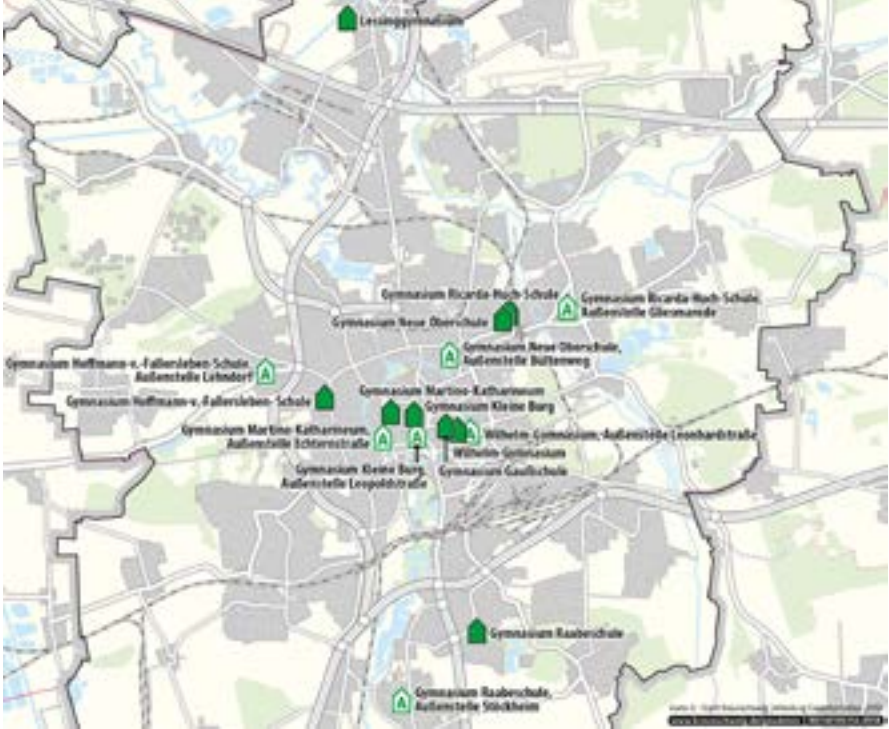 Lessinggymnasium
Gymnasium Ricarda-Huch-Schule
Gymnasium Ricarda-Huch-Schule,
Außenstelle Gliesmarode
Gymnasium Neue Oberschule
Gymnasium Neue Oberschule,
Außenstelle Bültenweg
A
Gymnasium Hoffmann-v.-Fallersleben-Schule,
Außenstelle Lehndorf
A
A
Gymnasium Hoffmann-v.-Fallersleben- Schule
Gymnasium Martino-Katharineum
Gymnasium Kleine Burg
Gymnasium Martino-Katharineum,
Außenstelle Echternstraße
A
A
A
Wilhelm-Gymnasium, Außenstelle Leonhardstraße
Wilhelm-Gymnasium
Gymnasium Gaußschule
Gymnasium Kleine Burg,
Außenstelle Leopoldstraße
Gymnasium Raabeschule
A
Gymnasium Raabeschule,
Außenstelle Stöckheim